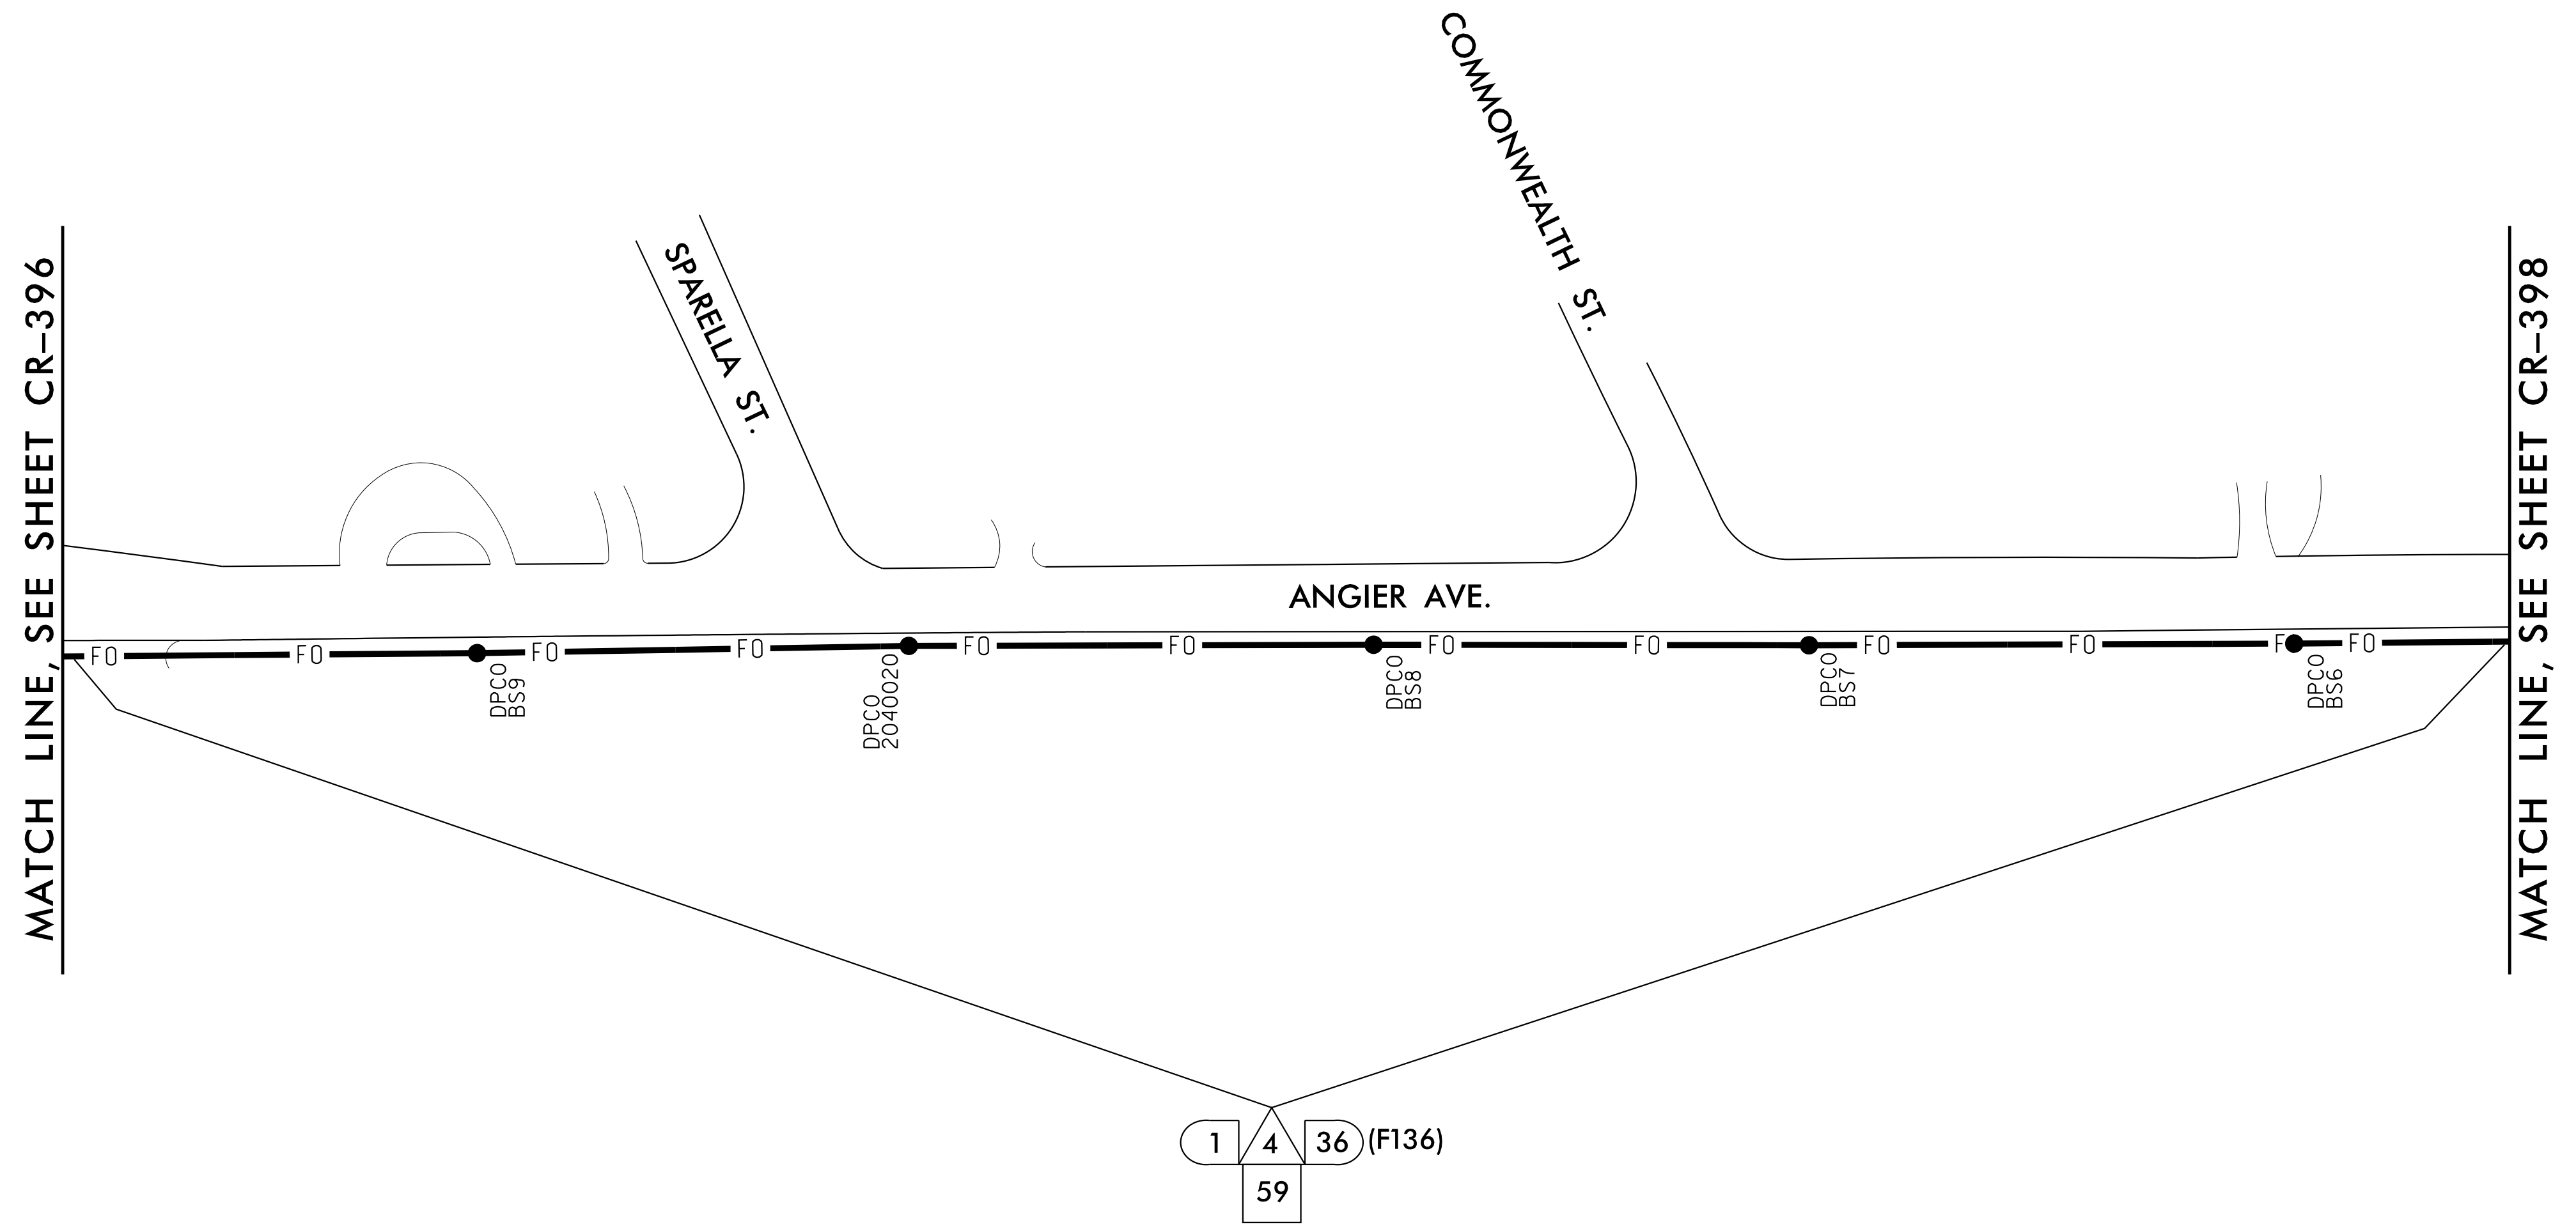 COMMONWEALTH ST.
SPARELLA ST.
MATCH LINE, SEE SHEET CR-396
MATCH LINE, SEE SHEET CR-398
ANGIER AVE.
FO
FO
FO
FO
FO
FO
FO
FO
FO
FO
FO
FO
DPCO
BS9
DPCO
2040020
DPCO
BS8
DPCO
BS7
DPCO
BS6
1 4 36 (F136)
59